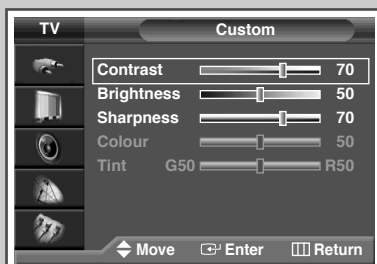 TV Custom
Contrast 70
Brightness 50
Sharpness 70
Colour 50
Tint G50 R50
Move Enter Return